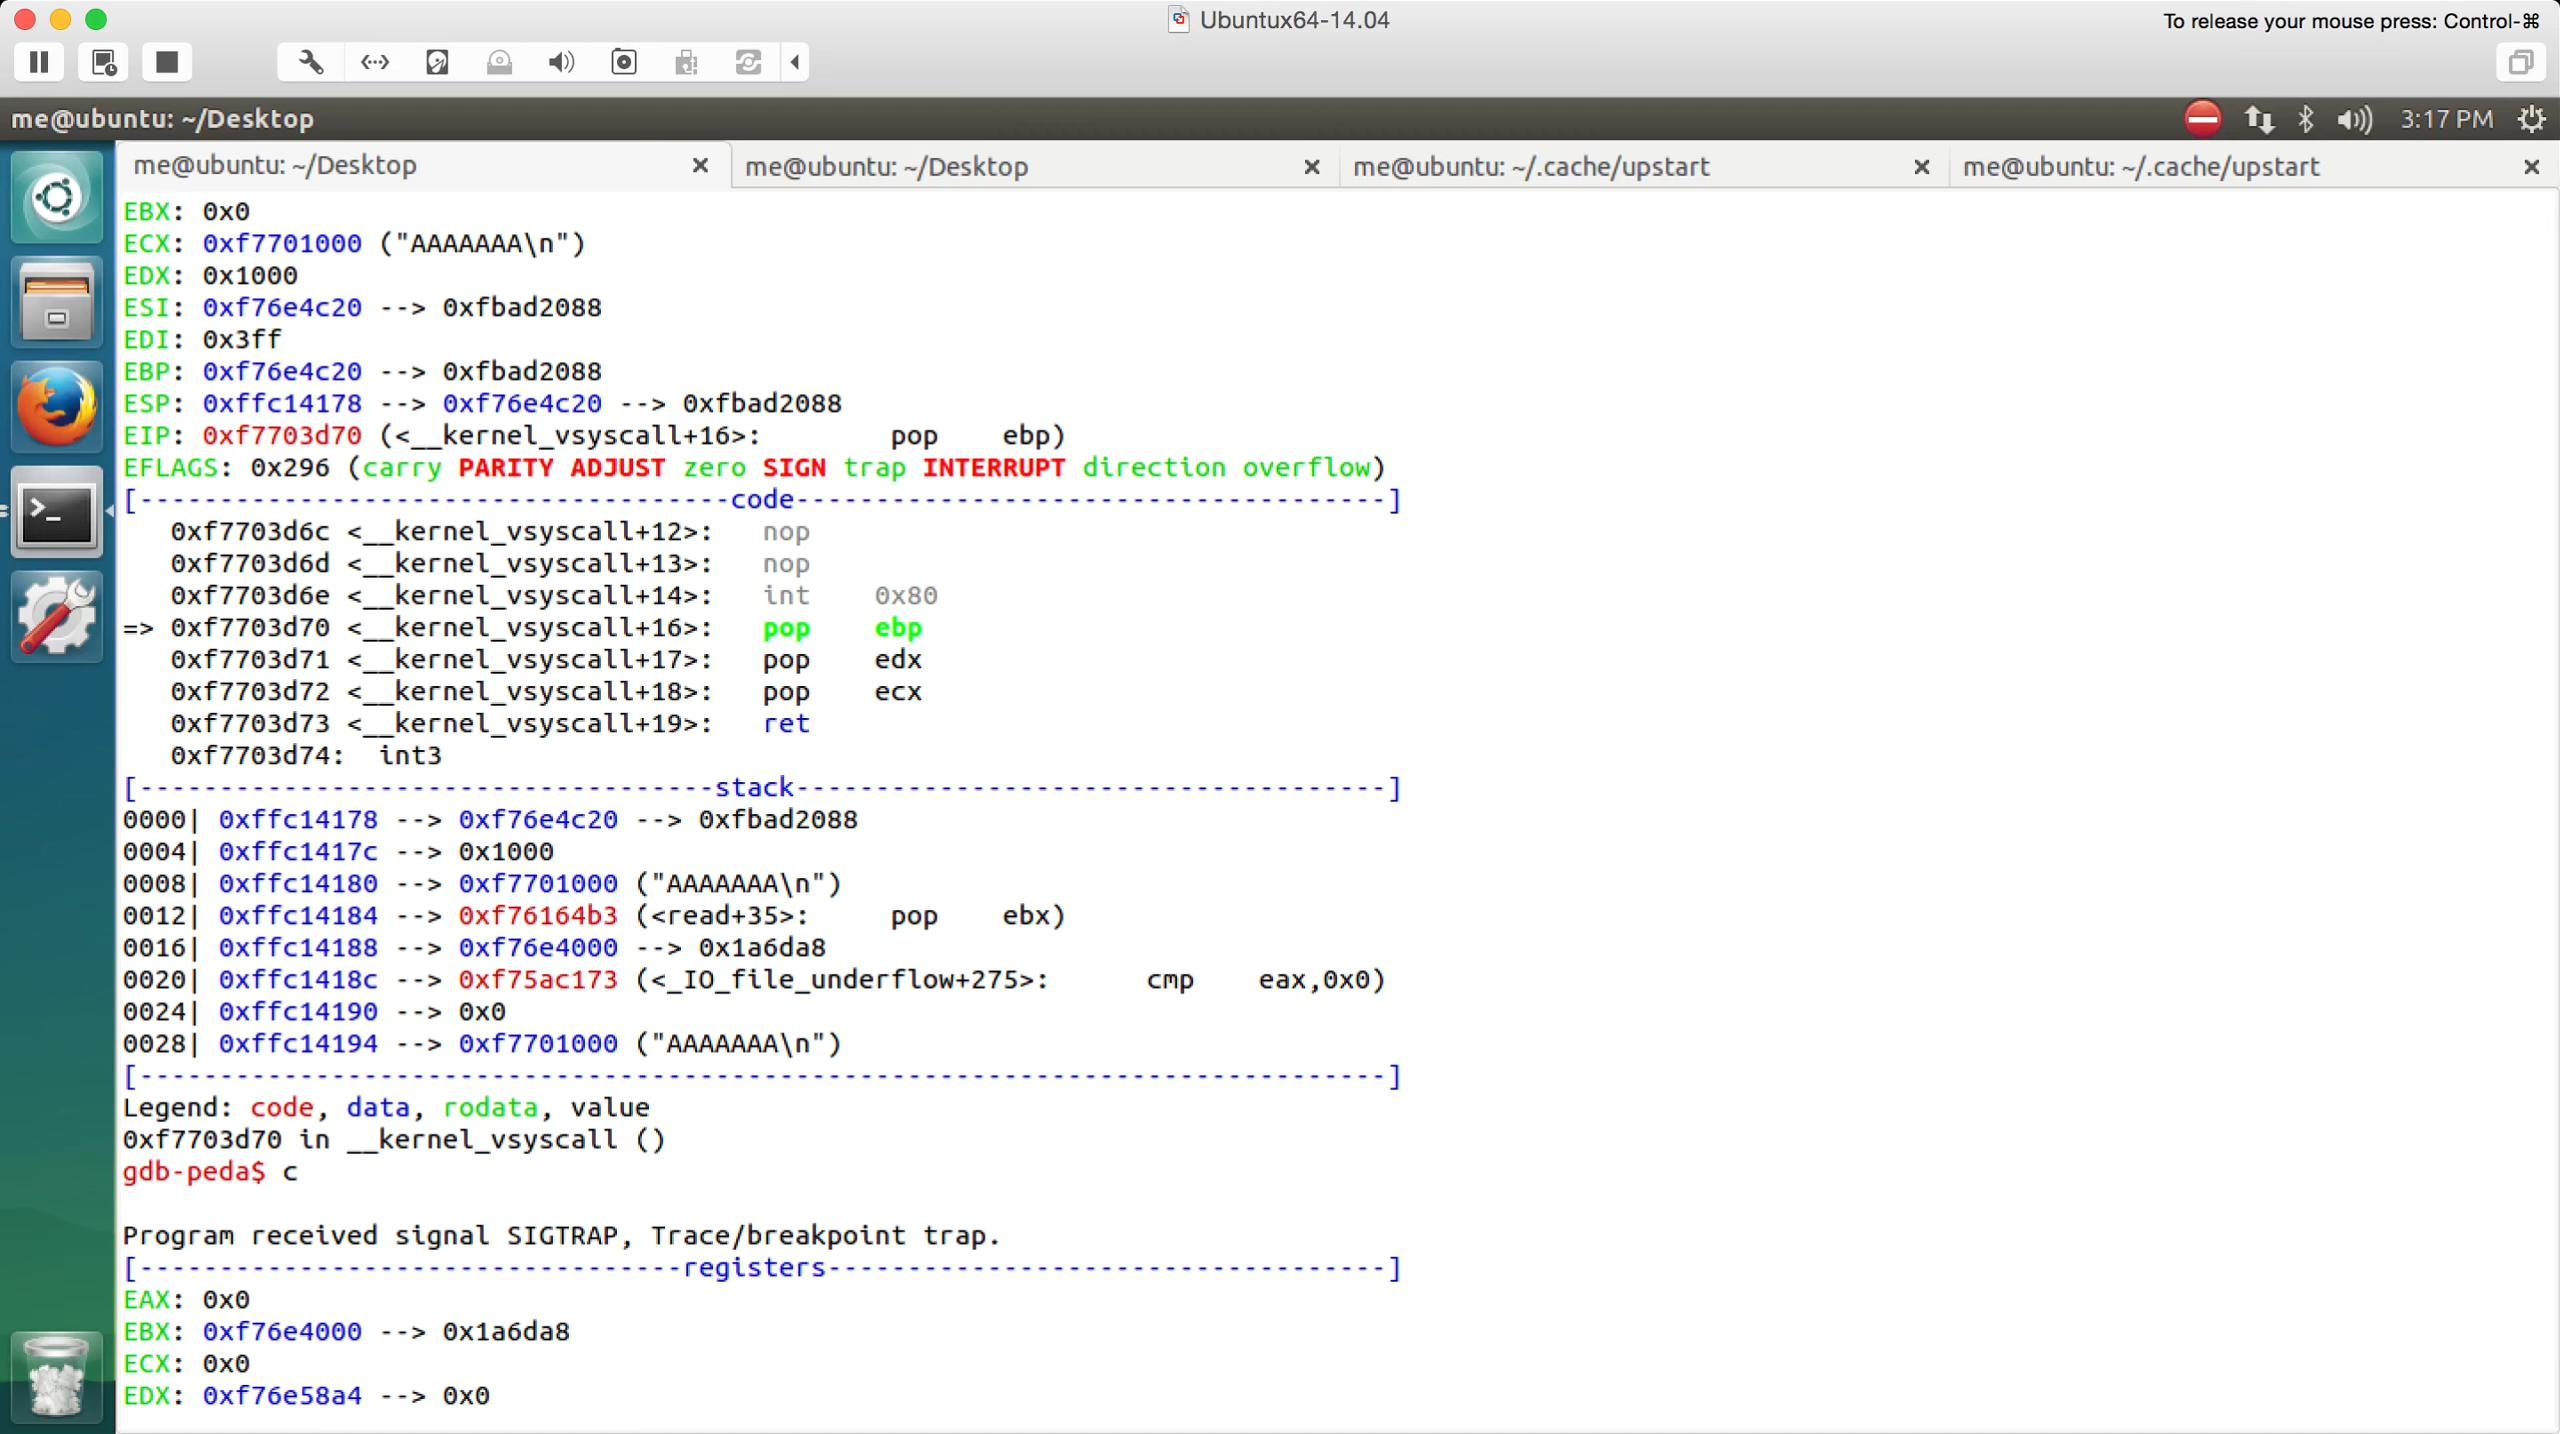 Ubuntux64-14.04
To release your mouse press: Control-⌘
me@ubuntu: ~/Desktop
3:17 PM
me@ubuntu: ~/Desktop × me@ubuntu: ~/Desktop × me@ubuntu: ~/.cache/upstart × me@ubuntu: ~/.cache/upstart ×
EBX: 0x0
ECX: 0xf7701000 ("AAAAAAA\n")
EDX: 0x1000
ESI: 0xf76e4c20 --> 0xfbad2088
EDI: 0x3ff
EBP: 0xf76e4c20 --> 0xfbad2088
ESP: 0xffc14178 --> 0xf76e4c20 --> 0xfbad2088
EIP: 0xf7703d70 (<__kernel_vsyscall+16>:        pop    ebp)
EFLAGS: 0x296 (carry PARITY ADJUST zero SIGN trap INTERRUPT direction overflow)
[-------------------------------------code-------------------------------------]
   0xf7703d6c <__kernel_vsyscall+12>:   nop
   0xf7703d6d <__kernel_vsyscall+13>:   nop
   0xf7703d6e <__kernel_vsyscall+14>:   int    0x80
=> 0xf7703d70 <__kernel_vsyscall+16>:   pop    ebp
   0xf7703d71 <__kernel_vsyscall+17>:   pop    edx
   0xf7703d72 <__kernel_vsyscall+18>:   pop    ecx
   0xf7703d73 <__kernel_vsyscall+19>:   ret
   0xf7703d74:  int3
[------------------------------------stack-------------------------------------]
0000| 0xffc14178 --> 0xf76e4c20 --> 0xfbad2088
0004| 0xffc1417c --> 0x1000
0008| 0xffc14180 --> 0xf7701000 ("AAAAAAA\n")
0012| 0xffc14184 --> 0xf76164b3 (<read+35>:     pop    ebx)
0016| 0xffc14188 --> 0xf76e4000 --> 0x1a6da8
0020| 0xffc1418c --> 0xf75ac173 (<_IO_file_underflow+275>:      cmp    eax,0x0)
0024| 0xffc14190 --> 0x0
0028| 0xffc14194 --> 0xf7701000 ("AAAAAAA\n")
[------------------------------------------------------------------------------]
Legend: code, data, rodata, value
0xf7703d70 in __kernel_vsyscall ()
gdb-peda$ c
Program received signal SIGTRAP, Trace/breakpoint trap.
[----------------------------------registers-----------------------------------]
EAX: 0x0
EBX: 0xf76e4000 --> 0x1a6da8
ECX: 0x0
EDX: 0xf76e58a4 --> 0x0